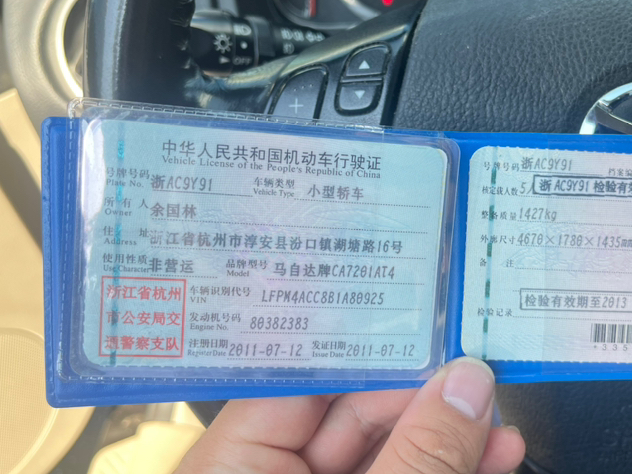 中华人民共和国机动车行驶证
Vehicle License of the People's Republic of China
号牌号码 浙AC9Y91 车辆类型 小型轿车
Plate No. Vehicle Type
所有人 余国林
Owner
住址 浙江省杭州市淳安县汾口镇湖塘路16号
Address
使用性质 非营运 品牌型号 马自达牌CA7201AT4
Use Character Model
浙江省杭州
市公安局交
通警察支队
车辆识别代号 LFPM4ACC8B1A80925
VIN
发动机号码 80382383
Engine No.
注册日期 2011-07-12 发证日期 2011-07-12
Register Date Issue Date
号牌号码 浙AC9Y91 档案编
核定载人数 5人 浙AC9Y91 检验有效
整备质量 1427kg
外廓尺寸 4670×1780×1435mm
备注
检验有效期至2013
检验记录
OFF